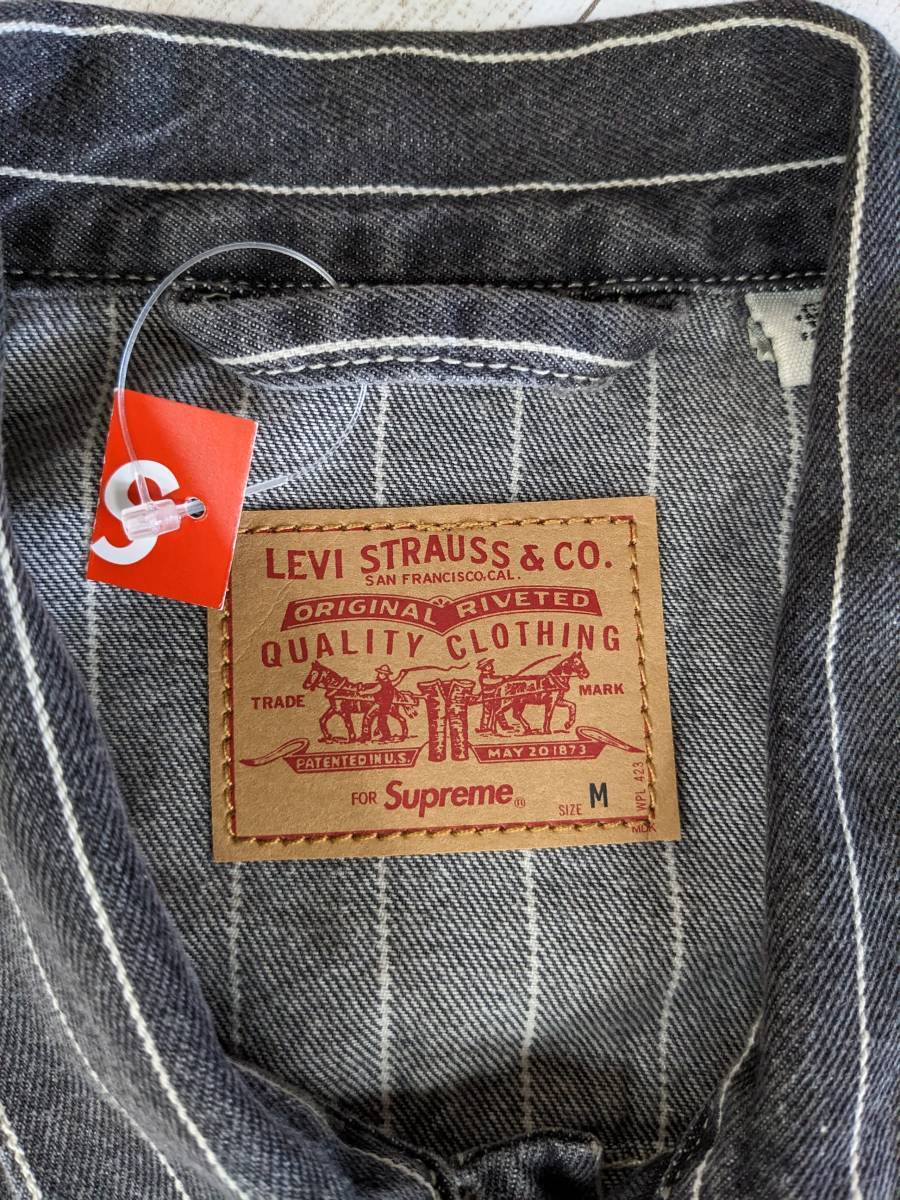 S
LEVI STRAUSS & CO.
SAN FRANCISCO, CAL.
ORIGINAL RIVETED
QUALITY CLOTHING
TRADE MARK
PATENTED IN U.S. MAY 20 1873
FOR Supreme®
SIZE M
WPL 423
MDK